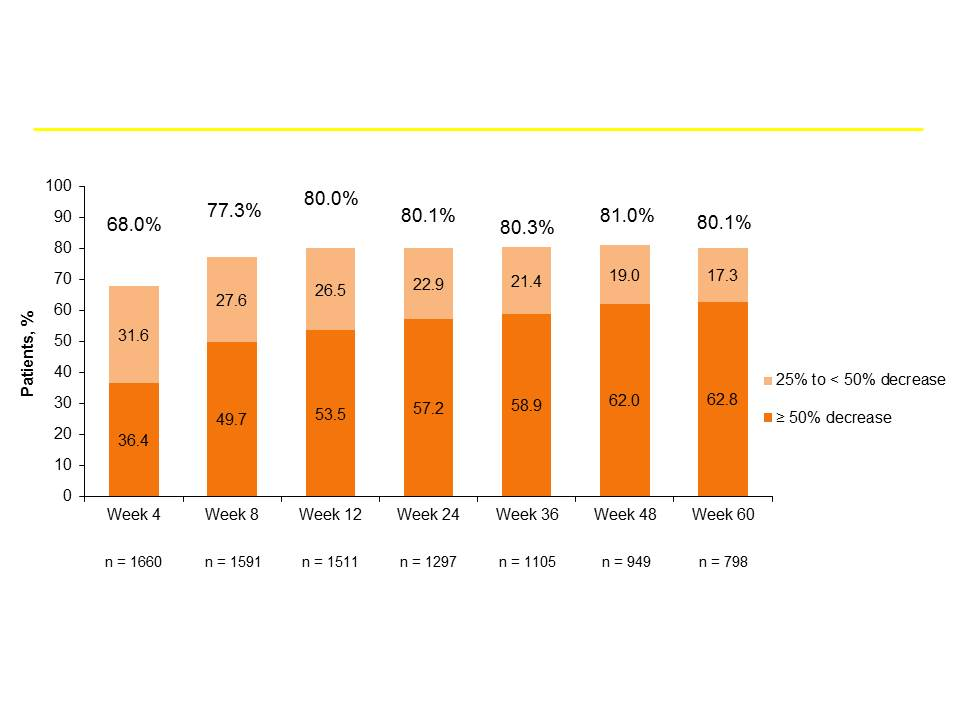 100
90
80
70
60
50
40
30
20
10
0
Patients, %
68.0%
77.3%
80.0%
80.1%
80.3%
81.0%
80.1%
31.6
27.6
26.5
22.9
21.4
19.0
17.3
36.4
49.7
53.5
57.2
58.9
62.0
62.8
25% to < 50% decrease
≥ 50% decrease
Week 4
Week 8
Week 12
Week 24
Week 36
Week 48
Week 60
n = 1660
n = 1591
n = 1511
n = 1297
n = 1105
n = 949
n = 798